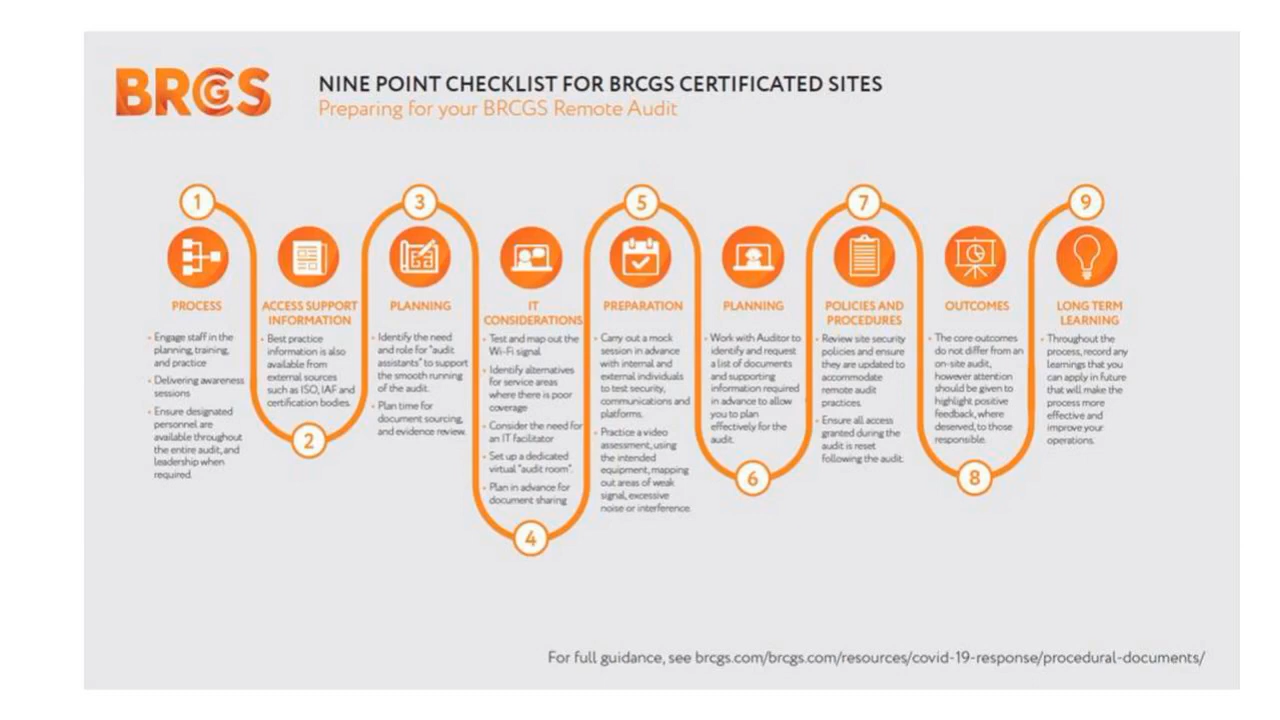 BRCGS
NINE POINT CHECKLIST FOR BRCGS CERTIFICATED SITES
Preparing for your BRCGS Remote Audit
1
PROCESS
• Engage staff in the
planning, training,
and practice
• Delivering awareness
sessions
• Ensure designated
personnel are
available throughout
the entire audit, and
leadership when
required.
2
ACCESS SUPPORT
INFORMATION
• Best practice
information is also
available from
external sources
such as ISO, IAF and
certification bodies.
3
PLANNING
• Identify the need
and role for "audit
assistants" to support
the smooth running
of the audit.
• Plan time for
document sourcing,
and evidence review.
4
IT
CONSIDERATIONS
• Test and map out the
Wi-Fi signal
• Identify alternatives
for service areas
where there is poor
coverage
• Consider the need for
an IT facilitator
• Set up a dedicated
virtual "audit room".
• Plan in advance for
document sharing
5
PREPARATION
• Carry out a mock
session in advance
with internal and
external individuals
to test security,
communications and
platforms.
• Practice a video
assessment, using
the intended
equipment, mapping
out areas of weak
signal, excessive
noise or interference.
6
PLANNING
• Work with Auditor to
identify and request
a list of documents
and supporting
information required
in advance to allow
you to plan
effectively for the
audit.
7
POLICIES AND
PROCEDURES
• Review site security
policies and ensure
they are updated to
accommodate
remote audit
practices.
• Ensure all access
granted during the
audit is reset
following the audit.
8
OUTCOMES
• The core outcomes
do not differ from an
on-site audit,
however attention
should be given to
highlight positive
feedback, where
deserved, to those
responsible.
9
LONG TERM
LEARNING
• Throughout the
process, record any
learnings that you
can apply in future
that will make the
process more
effective and
improve your
operations.
For full guidance, see brcgs.com/brcgs.com/resources/covid-19-response/procedural-documents/